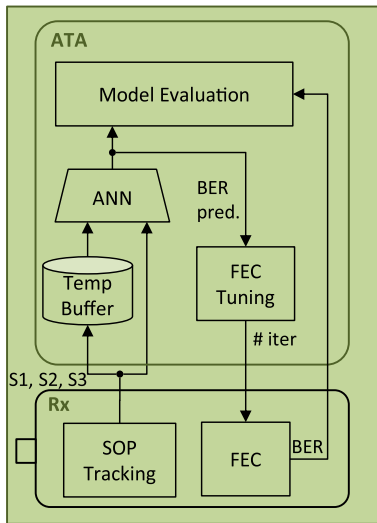 ATA
Model Evaluation
ANN
BER
pred.
Temp
Buffer
FEC
Tuning
# iter
S1, S2, S3
Rx
SOP
Tracking
FEC
BER